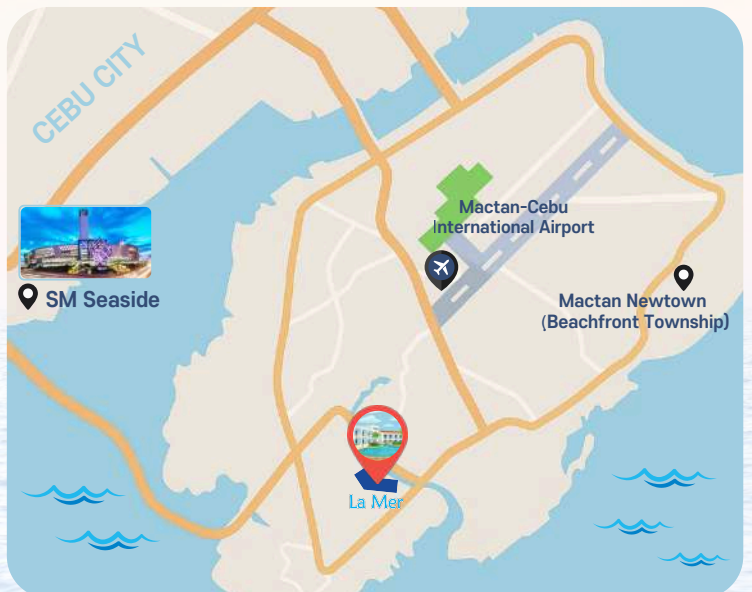 CEBU CITY
Mactan-Cebu
International Airport
SM Seaside
Mactan Newtown
(Beachfront Township)
La Mer